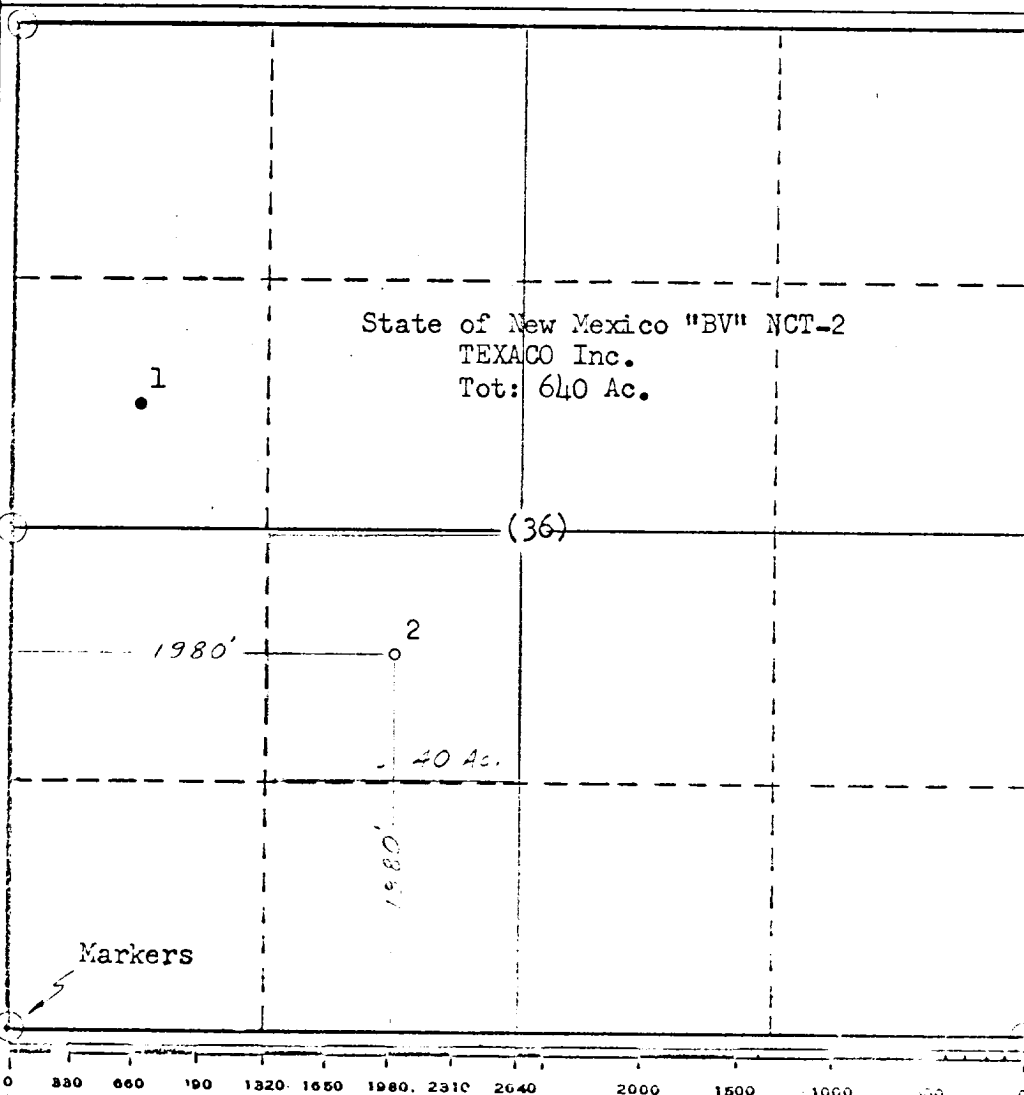 State of New Mexico "BV" NCT-2
TEXACO Inc.
Tot: 640 Ac.
1
(36)
2
1980'
40 Ac.
1980'
Markers
0 330 660 1320 1650 1980 2310 2640 2000 1500 1000